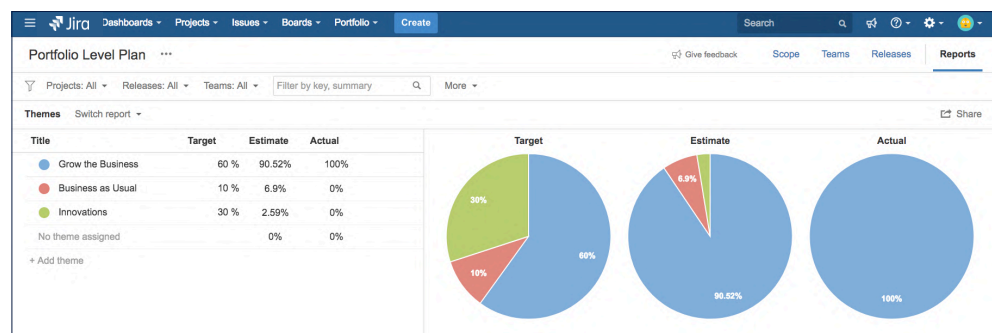 Jira Dashboards Projects Issues Boards Portfolio Create Search
Portfolio Level Plan ••• Give feedback Scope Teams Releases Reports
Projects: All Releases: All Teams: All Filter by key, summary More
Themes Switch report Share
Title Target Estimate Actual
Grow the Business 60 % 90.52% 100%
Business as Usual 10 % 6.9% 0%
Innovations 30 % 2.59% 0%
No theme assigned 0% 0%
+ Add theme
Target
30%
60%
10%
Estimate
6.9%
90.52%
Actual
100%